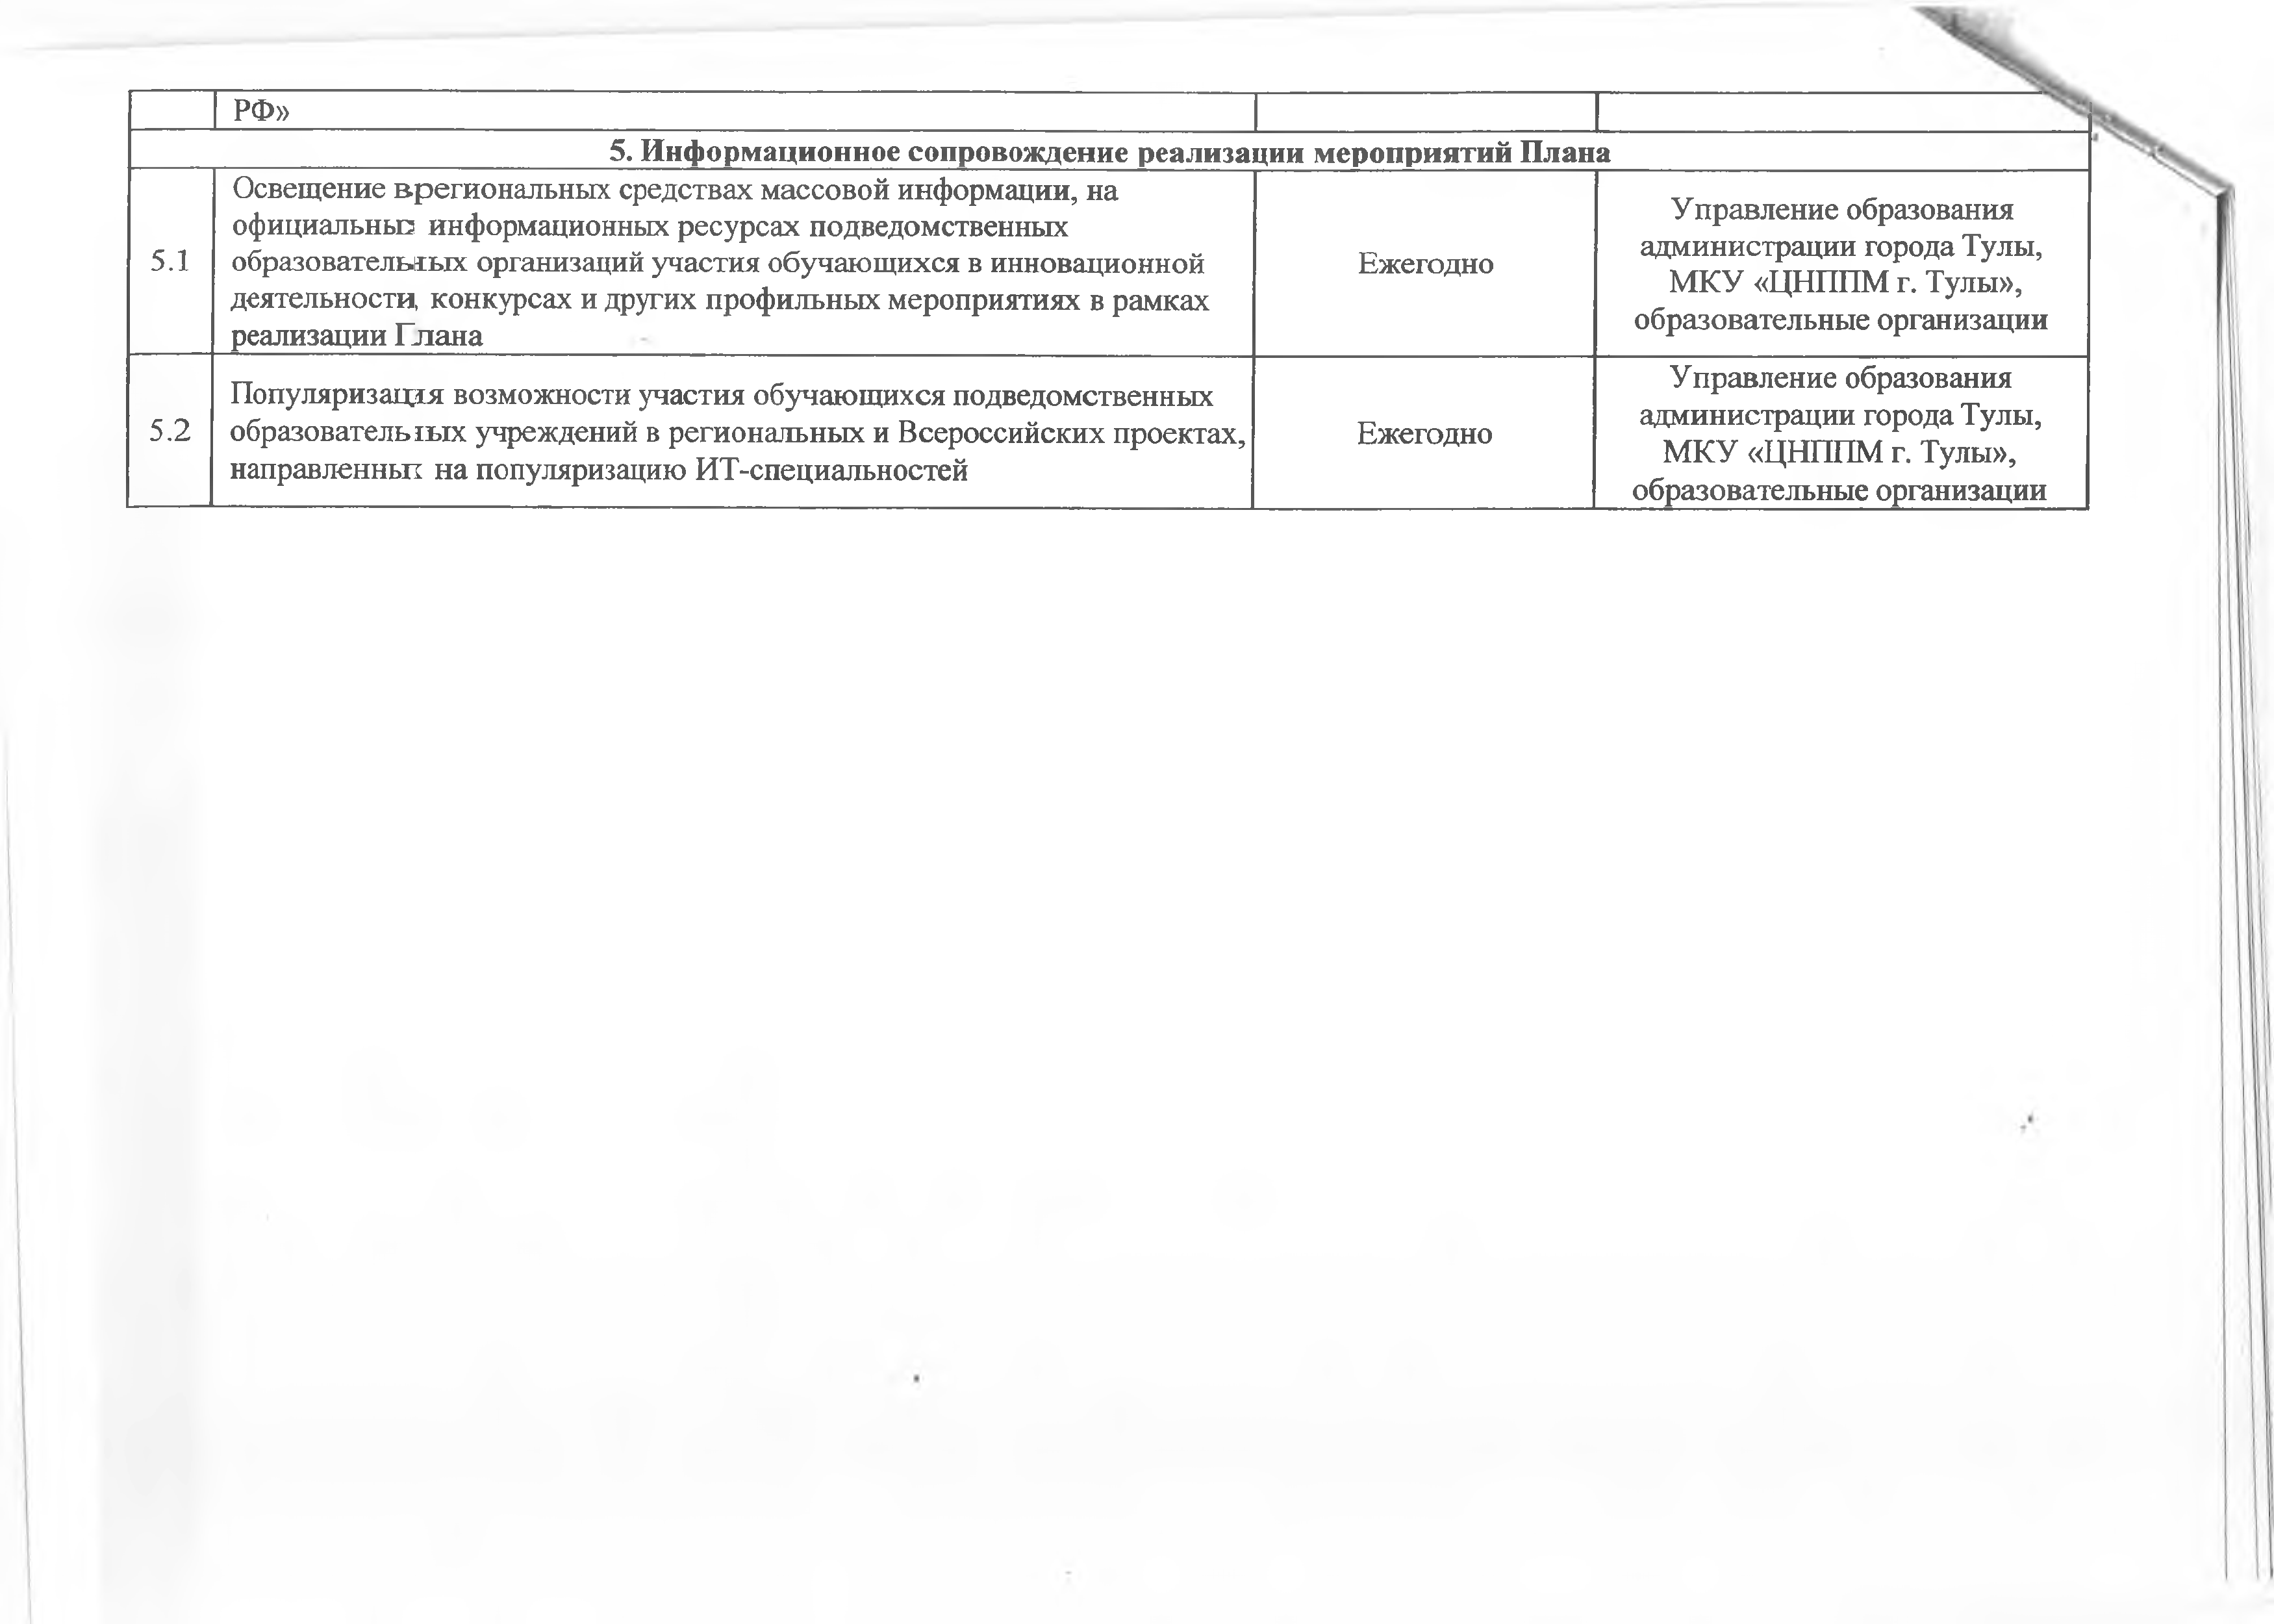 РФ»
5. Информационное сопровождение реализации мероприятий Плана
5.1
Освещение в региональных средствах массовой информации, на
официальных информационных ресурсах подведомственных
образовательных организаций участия обучающихся в инновационной
деятельности, конкурсах и других профильных мероприятиях в рамках
реализации Плана
Ежегодно
Управление образования
администрации города Тулы,
МКУ «ЦНППМ г. Тулы»,
образовательные организации
5.2
Популяризация возможности участия обучающихся подведомственных
образовательных учреждений в региональных и Всероссийских проектах,
направленных на популяризацию ИТ-специальностей
Ежегодно
Управление образования
администрации города Тулы,
МКУ «ЦНППМ г. Тулы»,
образовательные организации